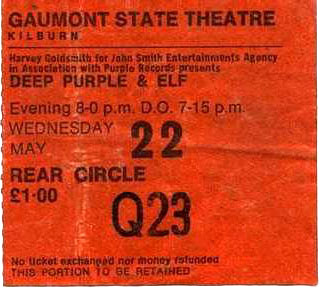 GAUMONT STATE THEATRE
KILBURN
Harvey Goldsmith for John Smith Entertainments Agency
in Association with Purple Records presents
DEEP PURPLE & ELF
Evening 8-0 p.m. D.O. 7-15 p.m.
WEDNESDAY 22
MAY
REAR CIRCLE
£1·00 Q23
No ticket exchanged nor money refunded
THIS PORTION TO BE RETAINED